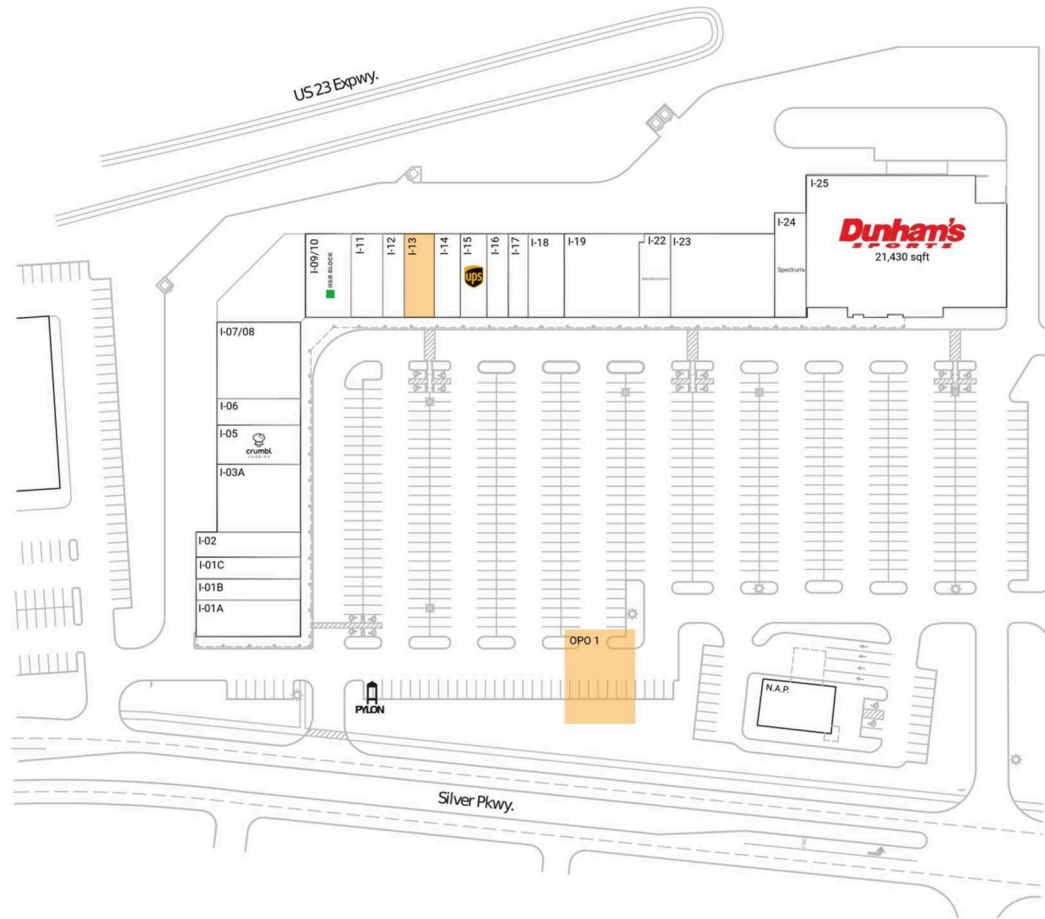 US 23 Expwy.
I-25
Dunham's
SPORTS
21,430 sqft
I-24
Spectrum
I-09/10
H&R BLOCK
I-11
I-12
I-13
I-14
I-15
ups
I-16
I-17
I-18
I-19
I-22
I-23
I-07/08
I-06
I-05
crumbl
COOKIES
I-03A
I-02
I-01C
I-01B
I-01A
OPO 1
N.A.P.
PYLON
Silver Pkwy.